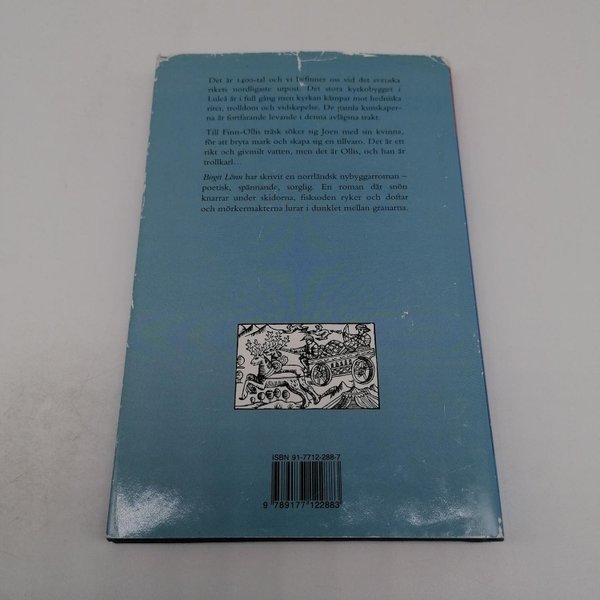 Det är 1400-tal och vi befinner oss vid det svenska
rikets nordligaste utpost. Det stora kyrkobygget i
Luleå är i full gång men kyrkan kämpar mot hedniska
riter, trolldom och vidskepelse. De gamla kunskaper-
na är fortfarande levande i denna avlägsna trakt.
Till Finn-Ollis träsk söker sig Joen med sin kvinna,
för att bryta mark och skapa sig en tillvaro. Det är ett
rikt och givmilt vatten, men det är Ollis, och han är
trollkarl...
Birgit Lönn har skrivit en norrländsk nybyggarroman –
poetisk, spännande, sorglig. En roman där snön
knarrar under skidorna, fisksoden ryker och doftar
och mörkermakterna lurar i dunklet mellan granarna.
ISBN 91-7712-288-7
9 789177 122883